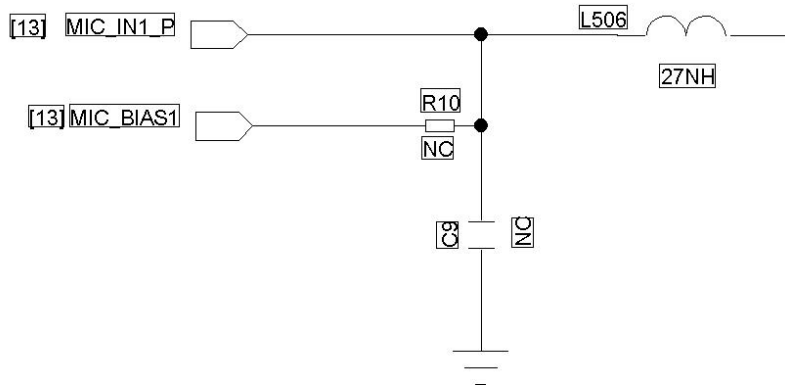 [13] MIC_IN1_P
L506
27NH
[13] MIC_BIAS1
R10
NC
C9
NC